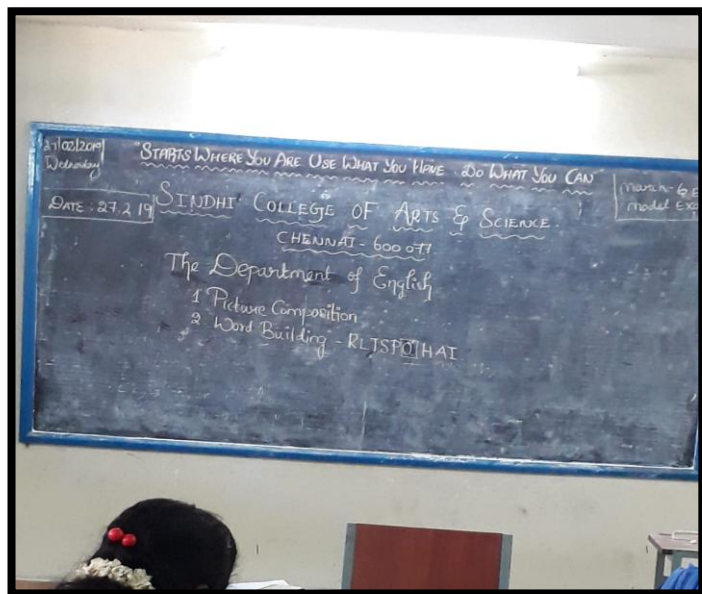 27/02/2019
Wednesday
STARTS WHERE YOU ARE USE WHAT YOU HAVE DO WHAT YOU CAN
DATE: 27.2.19
SINDHI COLLEGE OF ARTS & SCIENCE.
CHENNAI - 600 077
The Department of English
1 Picture Composition
2 Word Building - RLTSPOHAI
model